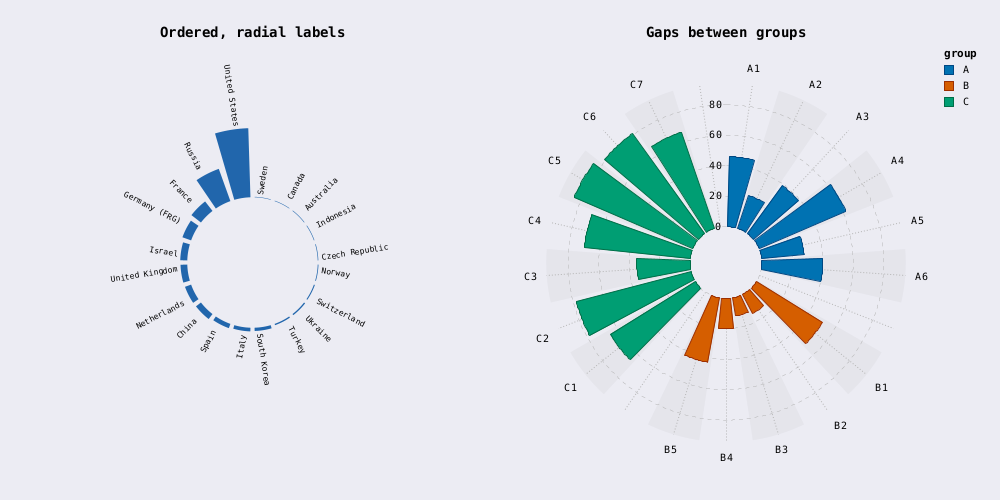 Ordered, radial labels
United States
Russia
France
Germany (FRG)
Israel
United Kingdom
Netherlands
China
Spain
Italy
South Korea
Turkey
Ukraine
Switzerland
Norway
Czech Republic
Indonesia
Australia
Canada
Sweden
Gaps between groups
A1
A2
A3
A4
A5
A6
B1
B2
B3
B4
B5
C1
C2
C3
C4
C5
C6
C7
80
60
40
20
0
group
A
B
C